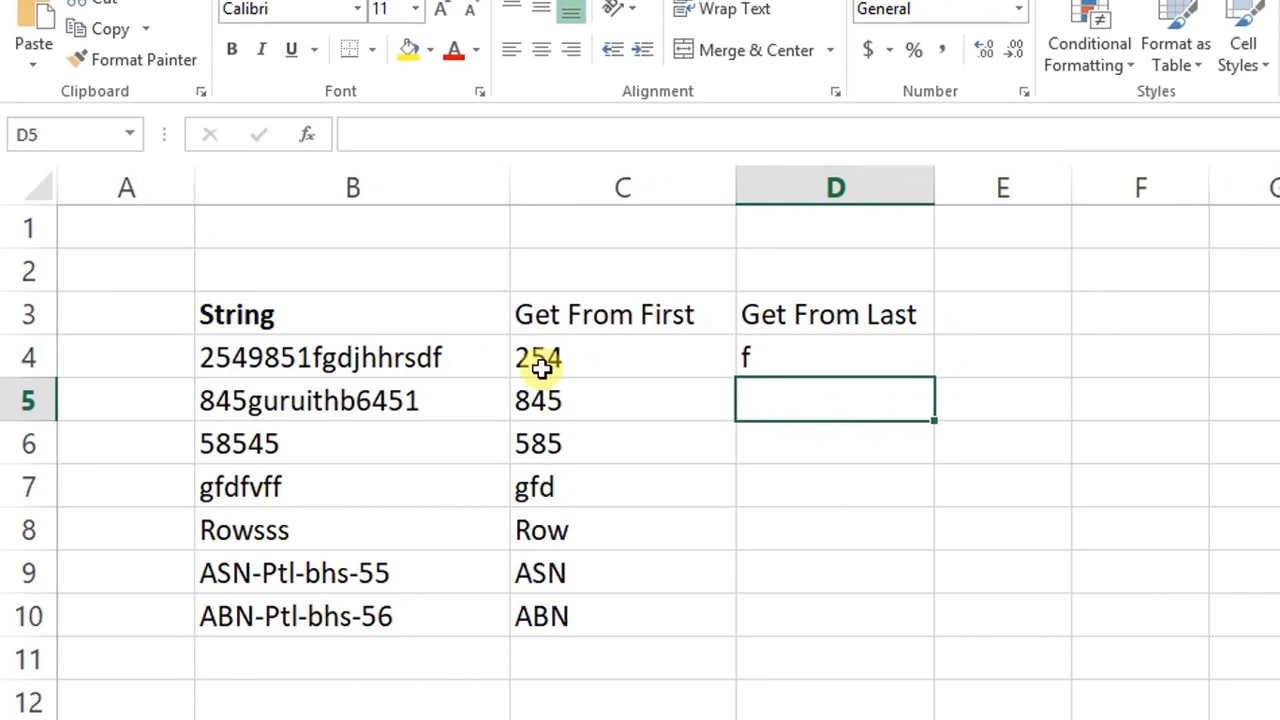 Cut
Calibri 11 A A
Wrap Text
General
Paste
Copy
Format Painter
B I U A
Merge & Center
$ % ,
Conditional Formatting
Format as Table
Cell Styles
Clipboard
Font
Alignment
Number
Styles
D5
fx
A B C D E F
1
2
3 String Get From First Get From Last
4 2549851fgdjhhrsdf 254 f
5 845guruithb6451 845
6 58545 585
7 gfdfvff gfd
8 Rowsss Row
9 ASN-Ptl-bhs-55 ASN
10 ABN-Ptl-bhs-56 ABN
11
12